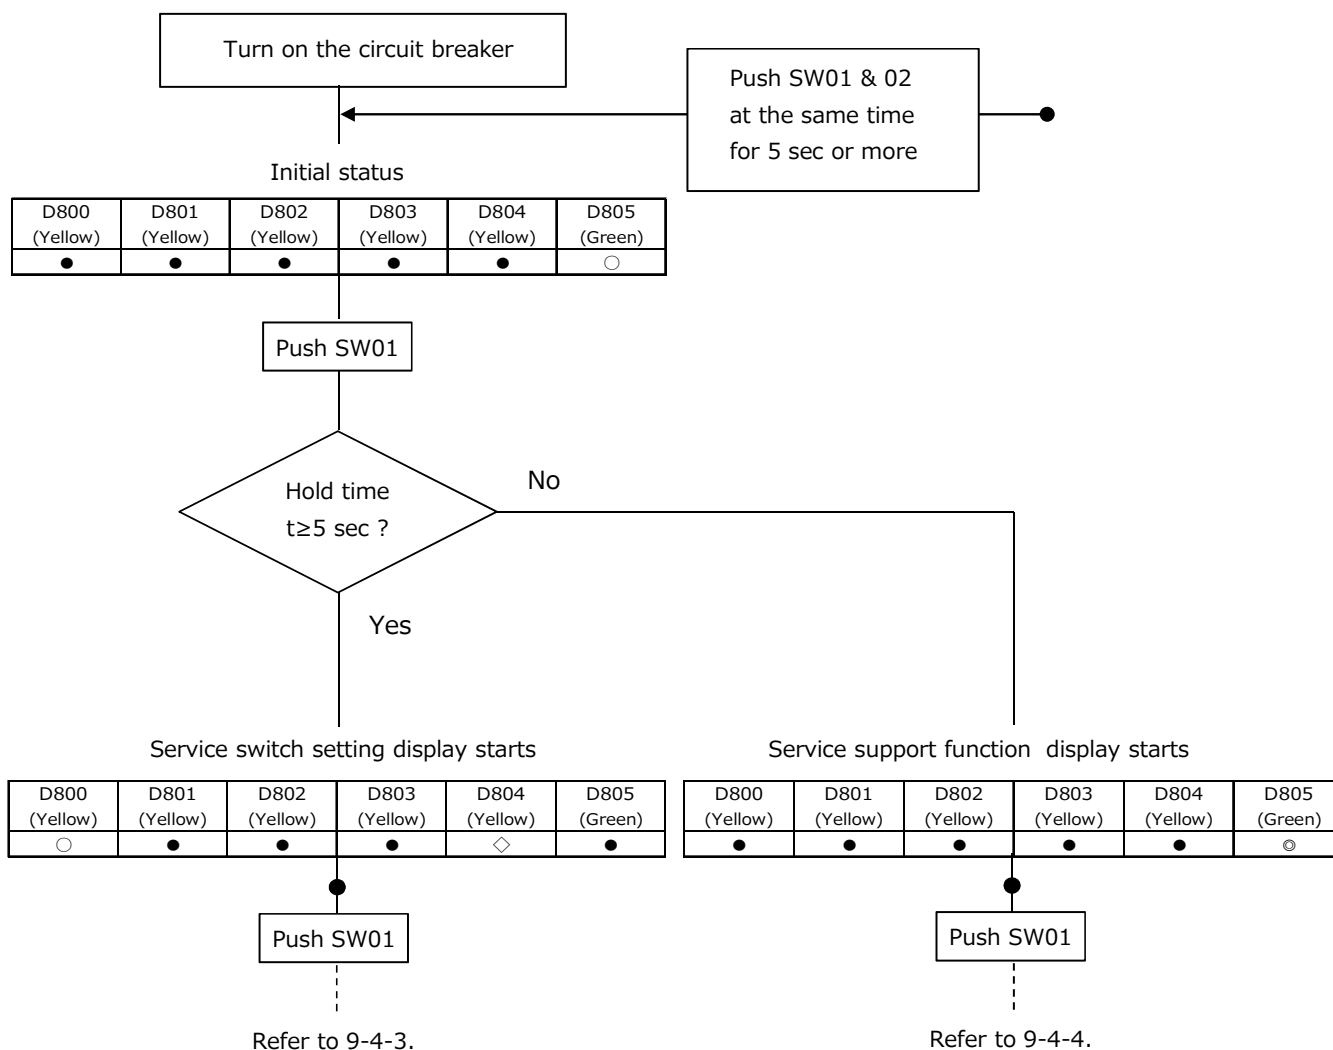 Turn on the circuit breaker
Push SW01 & 02
at the same time
for 5 sec or more
Initial status
D800 D801 D802 D803 D804 D805
(Yellow) (Yellow) (Yellow) (Yellow) (Yellow) (Green)
● ● ● ● ● ○
Push SW01
Hold time
t≥5 sec ?
No
Yes
Service switch setting display starts
D800 D801 D802 D803 D804 D805
(Yellow) (Yellow) (Yellow) (Yellow) (Yellow) (Green)
○ ● ● ● ◇ ●
Push SW01
Refer to 9-4-3.
Service support function display starts
D800 D801 D802 D803 D804 D805
(Yellow) (Yellow) (Yellow) (Yellow) (Yellow) (Green)
● ● ● ● ● ◎
Push SW01
Refer to 9-4-4.